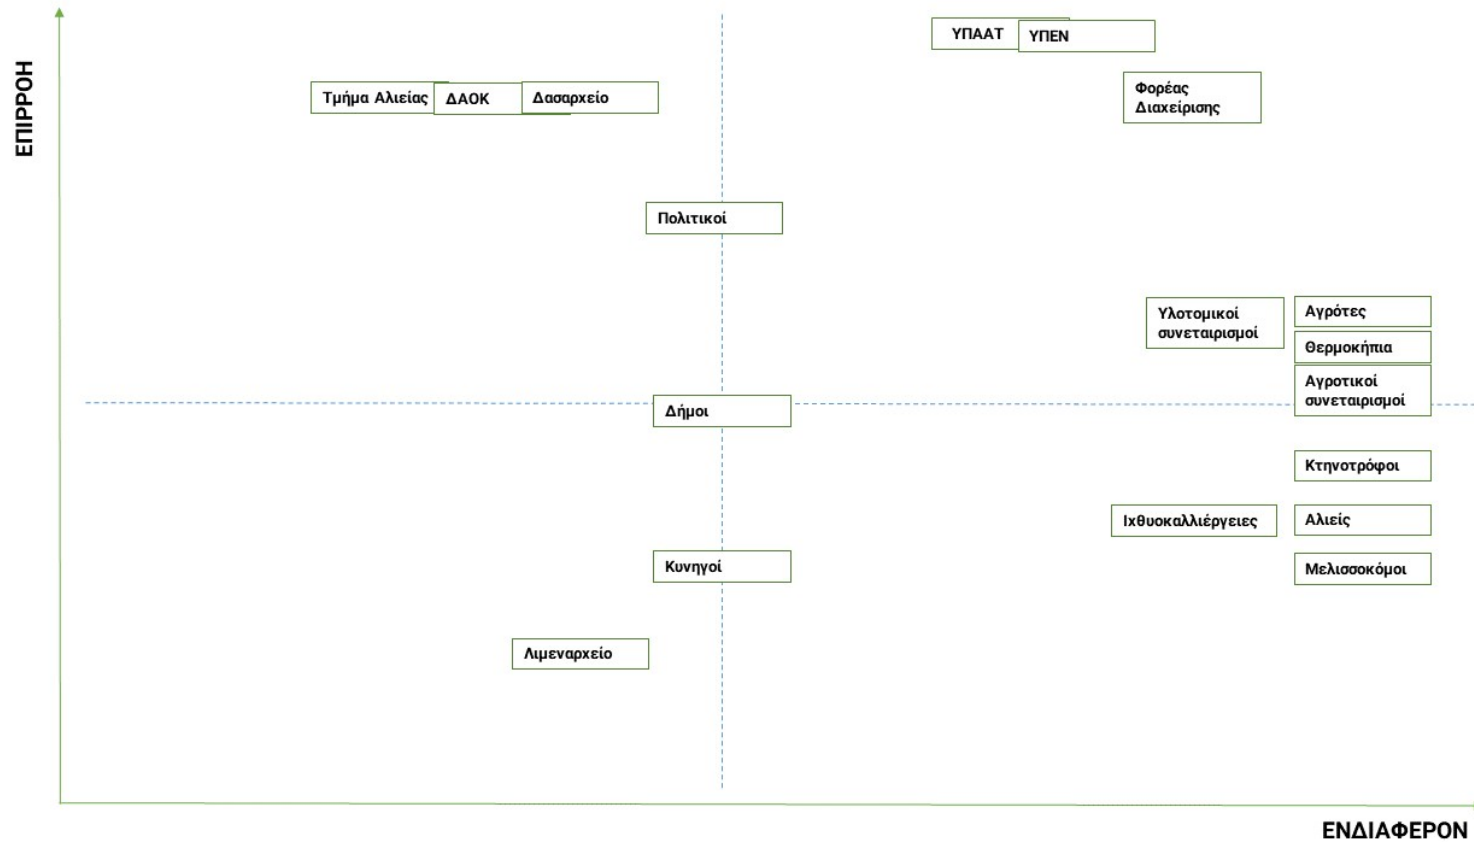 ΕΠΙΡΡΟΗ
ΥΠΑΑΤ
ΥΠΕΝ
Τμήμα Αλιείας
ΔΑΟΚ
Δασαρχείο
Φορέας
Διαχείρισης
Πολιτικοί
Υλοτομικοί
συνεταιρισμοί
Αγρότες
Θερμοκήπια
Αγροτικοί
συνεταιρισμοί
Δήμοι
Κτηνοτρόφοι
Ιχθυοκαλλιέργειες
Αλιείς
Κυνηγοί
Μελισσοκόμοι
Λιμεναρχείο
ΕΝΔΙΑΦΕΡΟΝ